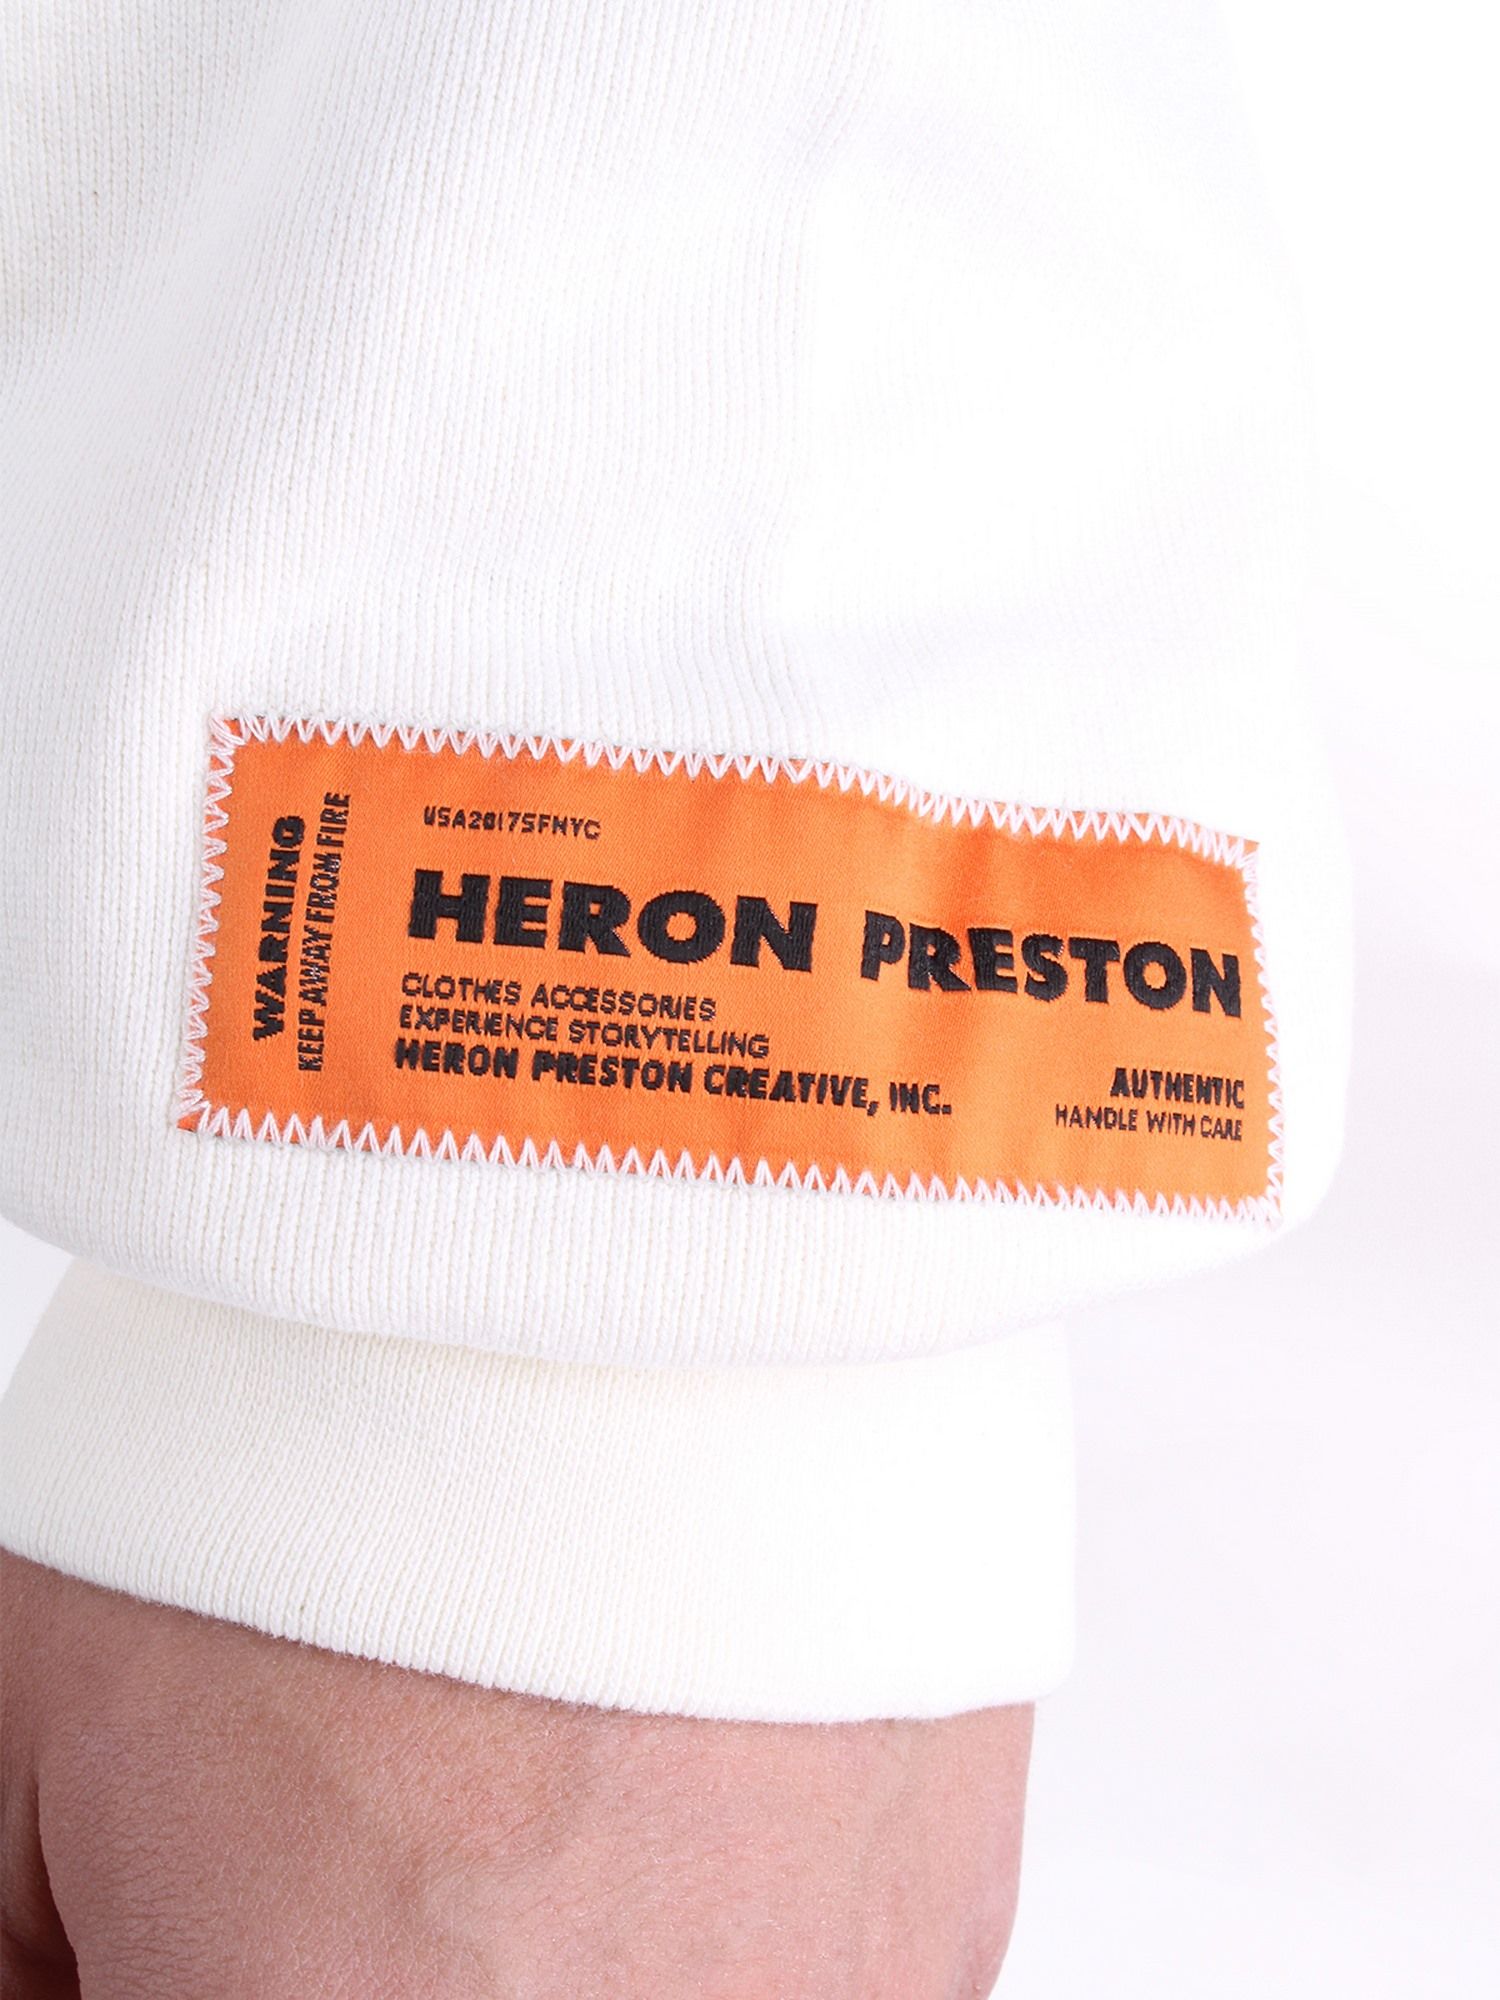 WARNING
KEEP AWAY FROM FIRE
USA2017SFNYC
HERON PRESTON
CLOTHES ACCESSORIES
EXPERIENCE STORYTELLING
HERON PRESTON CREATIVE, INC.
AUTHENTIC
HANDLE WITH CARE